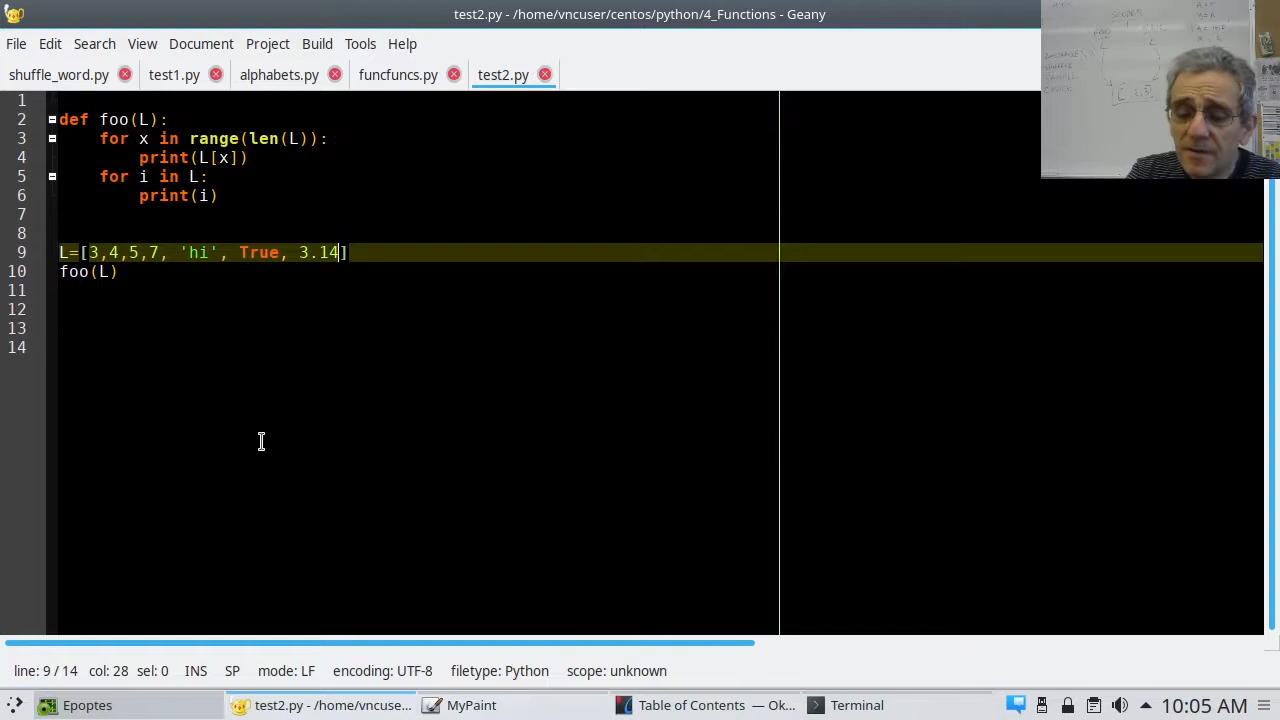 test2.py - /home/vncuser/centos/python/4_Functions - Geany
File Edit Search View Document Project Build Tools Help
shuffle_word.py test1.py alphabets.py funcfuncs.py test2.py
1
2 def foo(L):
3 for x in range(len(L)):
4 print(L[x])
5 for i in L:
6 print(i)
7
8
9 L=[3,4,5,7, 'hi', True, 3.14]
10 foo(L)
11
12
13
14
line: 9 / 14 col: 28 sel: 0 INS SP mode: LF encoding: UTF-8 filetype: Python scope: unknown
Epoptes test2.py - /home/vncuse... MyPaint Table of Contents — Ok... Terminal 10:05 AM